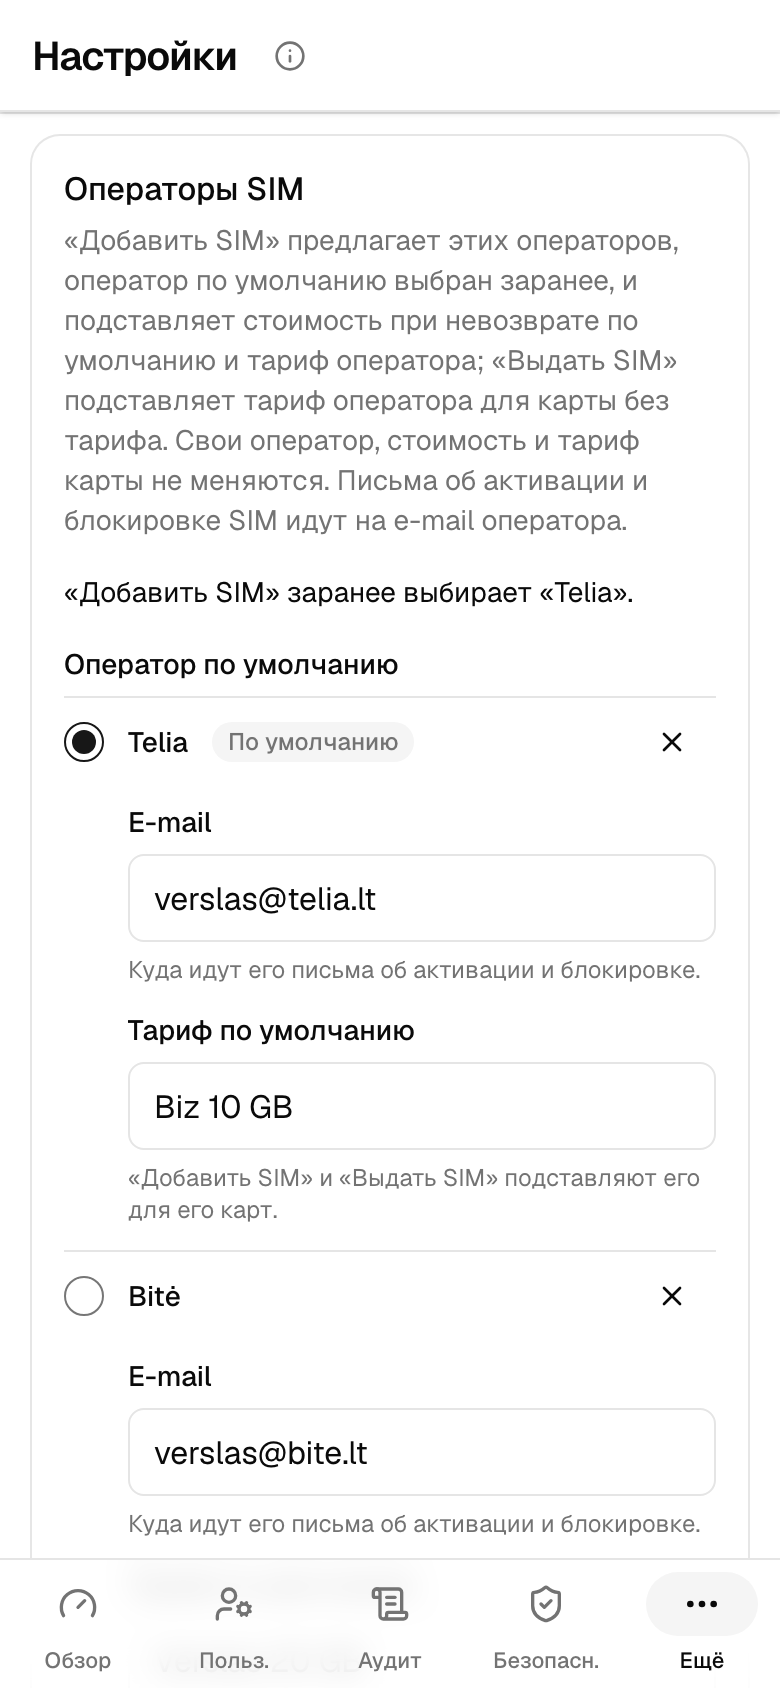 Настройки
Операторы SIM
«Добавить SIM» предлагает этих операторов,
оператор по умолчанию выбран заранее, и
подставляет стоимость при невозврате по
умолчанию и тариф оператора; «Выдать SIM»
подставляет тариф оператора для карты без
тарифа. Свои оператор, стоимость и тариф
карты не меняются. Письма об активации и
блокировке SIM идут на e-mail оператора.
«Добавить SIM» заранее выбирает «Telia».
Оператор по умолчанию
Telia По умолчанию
E-mail
verslas@telia.lt
Куда идут его письма об активации и блокировке.
Тариф по умолчанию
Biz 10 GB
«Добавить SIM» и «Выдать SIM» подставляют его
для его карт.
Bitė
E-mail
verslas@bite.lt
Куда идут его письма об активации и блокировке.
Обзор Польз. Аудит Безопасн. Ещё